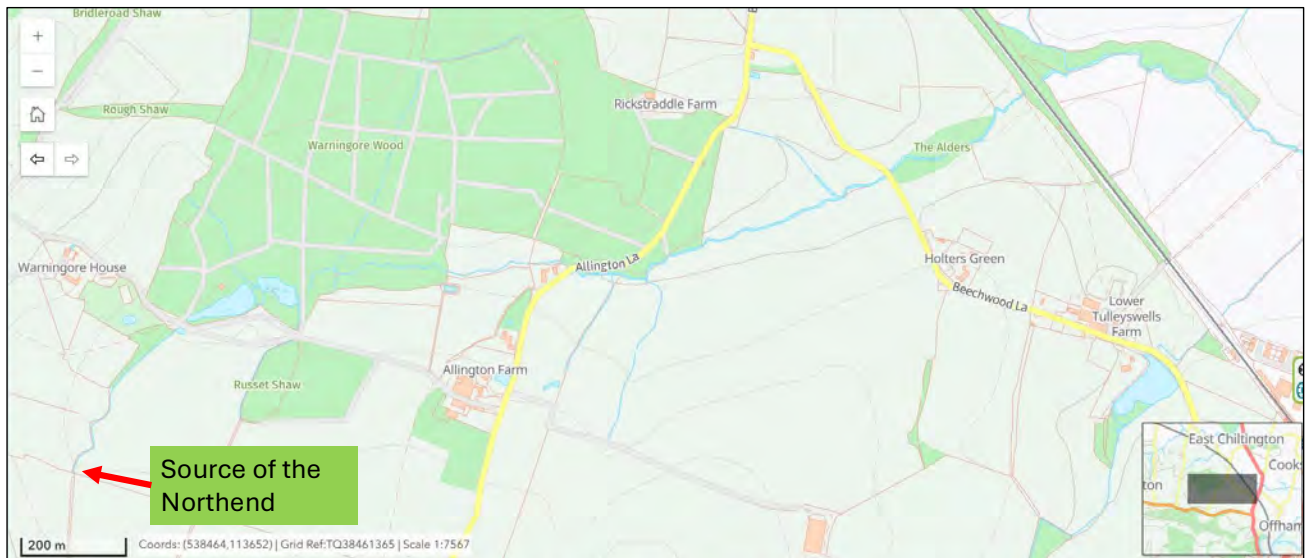 Bridleroad Shaw
+
−
Rough Shaw
Warningore Wood
Rickstraddle Farm
The Alders
Warningore House
Allington La
Holters Green
Beechwood La
Lower
Tulleyswells
Farm
Allington Farm
Russet Shaw
Source of the
Northend
East Chiltington
Cooks
ton
Offham
200 m
Coords: (538464,113652) | Grid Ref:TQ38461365 | Scale 1:7567